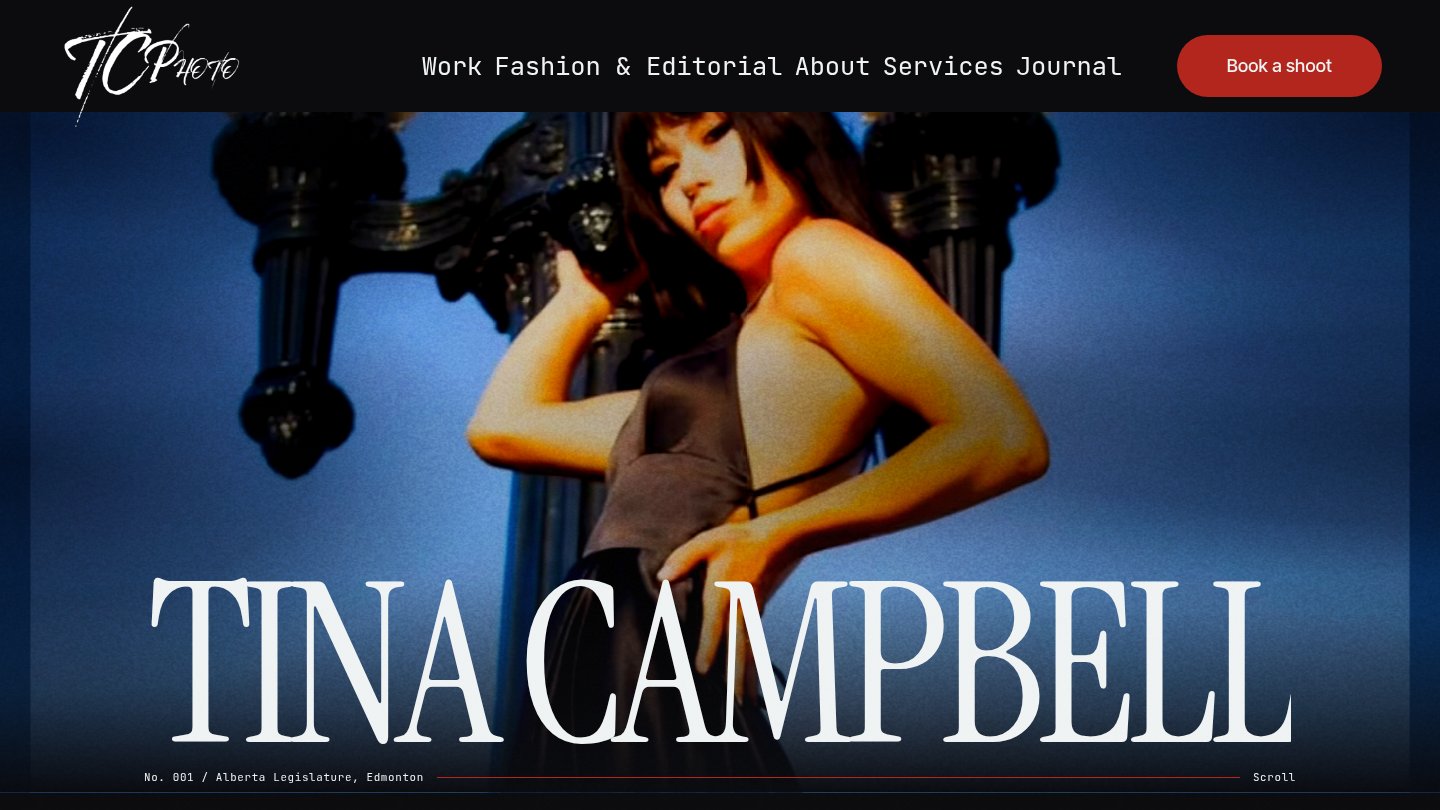 TCPHOTO
Work Fashion & Editorial About Services Journal
Book a shoot
TINA CAMPBELL
No. 001 / Alberta Legislature, Edmonton
Scroll